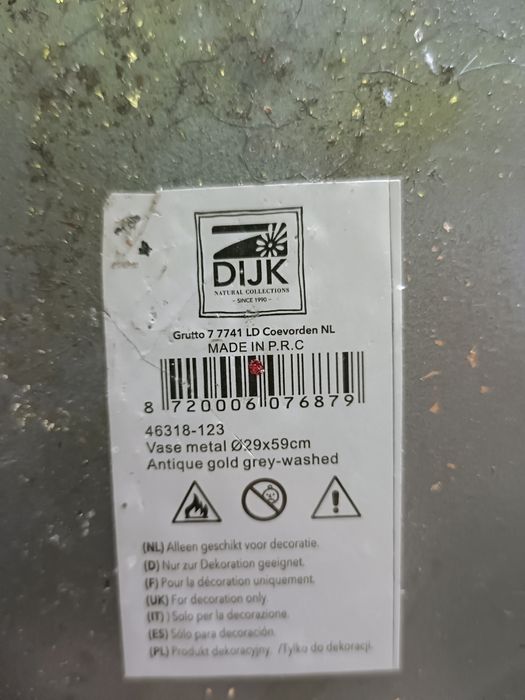 DIJK
NATURAL COLLECTIONS
- SINCE 1990 -
Grutto 7 7741 LD Coevorden NL
MADE IN P.R.C
8 720006 076879
46318-123
Vase metal Ø29x59cm
Antique gold grey-washed
(NL) Alleen geschikt voor decoratie.
(D) Nur zur Dekoration geeignet.
(F) Pour la décoration uniquement.
(UK) For decoration only.
(IT) ) Solo per la decorazione.
(ES) Sólo para decoración.
(PL) Produkt dekoracyjny. /Tylko do dekoracji.